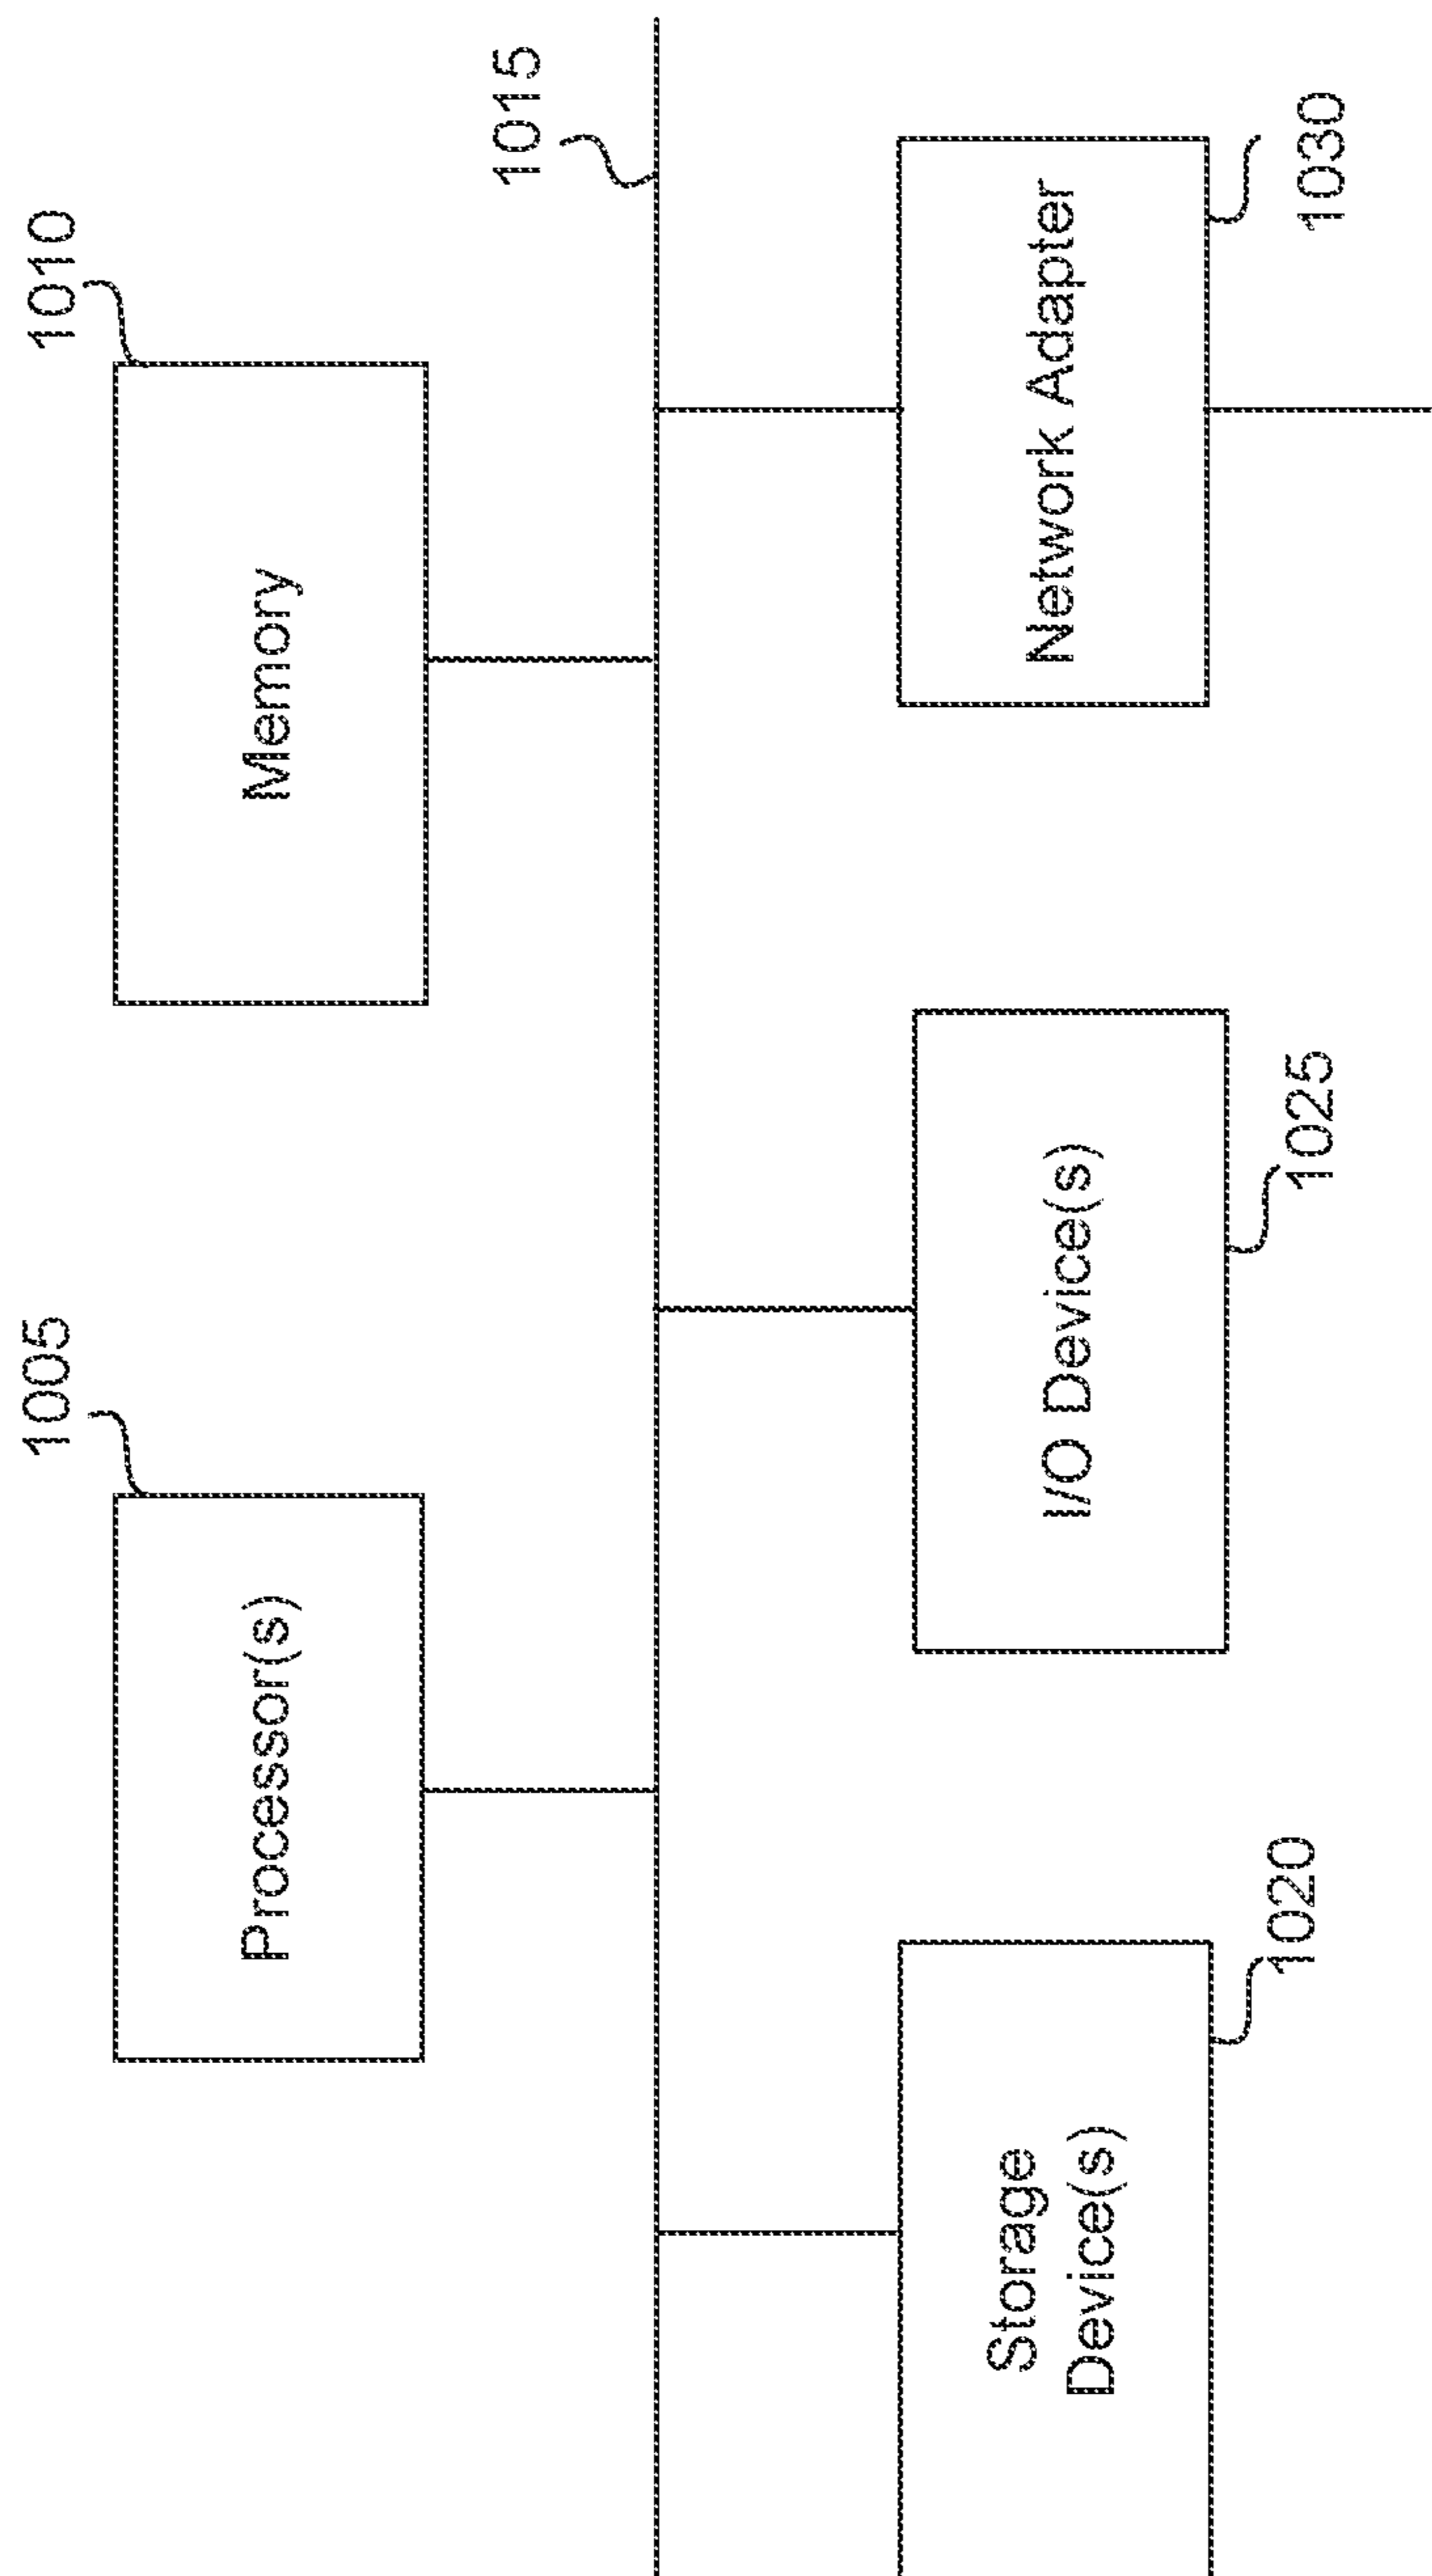 1005
1010
Processor(s)
Memory
1015
Storage
Device(s)
I/O Device(s)
Network Adapter
1020
1025
1030